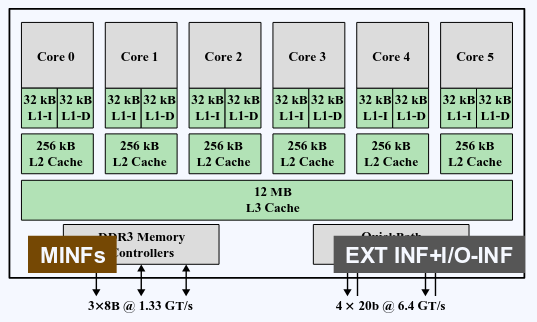 Core 0 Core 1 Core 2 Core 3 Core 4 Core 5
32 kB 32 kB 32 kB 32 kB 32 kB 32 kB 32 kB 32 kB 32 kB 32 kB 32 kB 32 kB
L1-I L1-D L1-I L1-D L1-I L1-D L1-I L1-D L1-I L1-D L1-I L1-D
256 kB 256 kB 256 kB 256 kB 256 kB 256 kB
L2 Cache L2 Cache L2 Cache L2 Cache L2 Cache L2 Cache
12 MB
L3 Cache
DDR3 Memory
Controllers
MINFs
EXT INF+I/O-INF
3×8B @ 1.33 GT/s
4 × 20b @ 6.4 GT/s